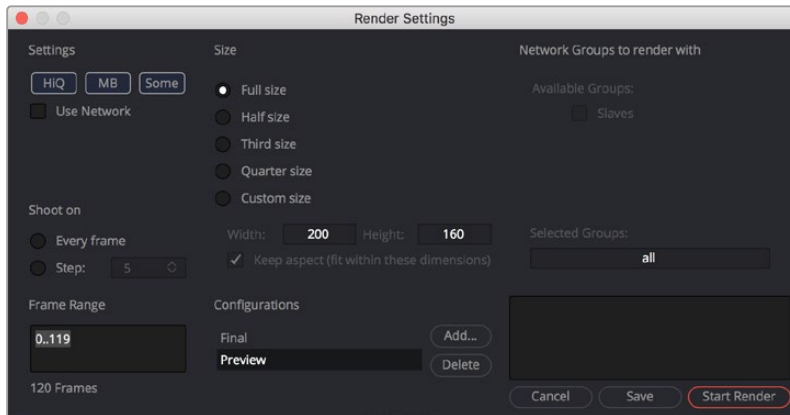 Render Settings
Settings
HiQ MB Some
Use Network
Shoot on
Every frame
Step: 5
Frame Range
0..119
120 Frames
Size
Full size
Half size
Third size
Quarter size
Custom size
Width: 200 Height: 160
Keep aspect (fit within these dimensions)
Configurations
Final
Preview
Add...
Delete
Network Groups to render with
Available Groups:
Slaves
Selected Groups:
all
Cancel Save Start Render